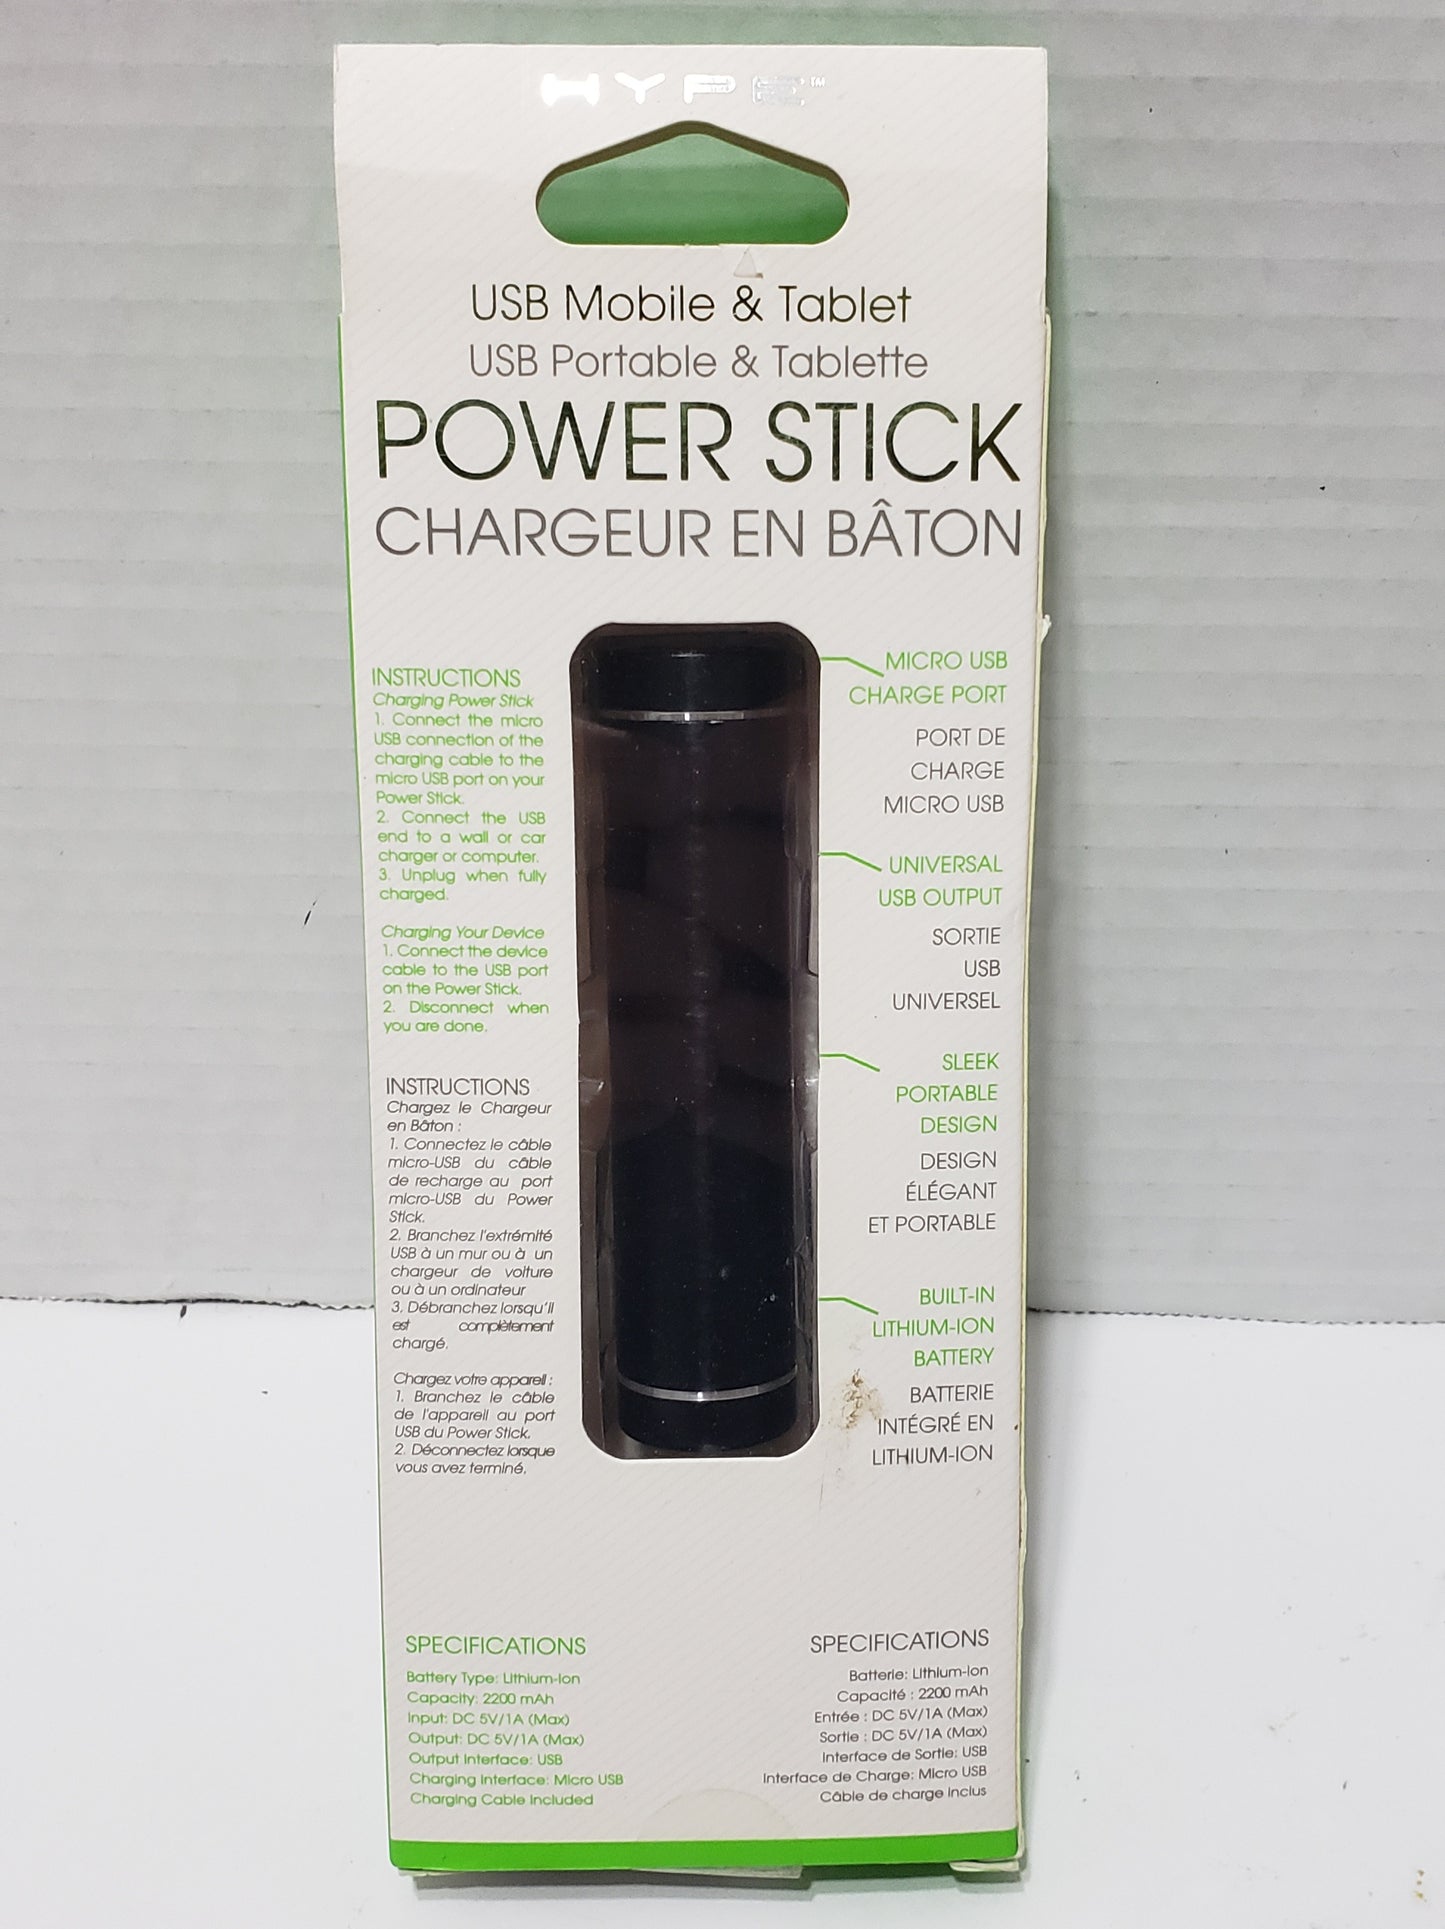 HYPE™
USB Mobile & Tablet
USB Portable & Tablette
POWER STICK
CHARGEUR EN BÂTON
INSTRUCTIONS
Charging Power Stick
1. Connect the micro
USB connection of the
charging cable to the
micro USB port on your
Power Stick.
2. Connect the USB
end to a wall or car
charger or computer.
3. Unplug when fully
charged.
Charging Your Device
1. Connect the device
cable to the USB port
on the Power Stick.
2. Disconnect when
you are done.
INSTRUCTIONS
Chargez le Chargeur
en Bâton :
1. Connectez le câble
micro-USB du câble
de recharge au port
micro-USB du Power
Stick.
2. Branchez l'extrémité
USB à un mur ou à un
chargeur de voiture
ou à un ordinateur
3. Débranchez lorsqu'il
est complètement
chargé.
Chargez votre appareil :
1. Branchez le câble
de l'appareil au port
USB du Power Stick.
2. Déconnectez lorsque
vous avez terminé.
MICRO USB
CHARGE PORT
PORT DE
CHARGE
MICRO USB
UNIVERSAL
USB OUTPUT
SORTIE
USB
UNIVERSEL
SLEEK
PORTABLE
DESIGN
DESIGN
ÉLÉGANT
ET PORTABLE
BUILT-IN
LITHIUM-ION
BATTERY
BATTERIE
INTÉGRÉ EN
LITHIUM-ION
SPECIFICATIONS
Battery Type: Lithium-Ion
Capacity: 2200 mAh
Input: DC 5V/1A (Max)
Output: DC 5V/1A (Max)
Output Interface: USB
Charging Interface: Micro USB
Charging Cable Included
SPECIFICATIONS
Batterie: Lithium-Ion
Capacité : 2200 mAh
Entrée : DC 5V/1A (Max)
Sortie : DC 5V/1A (Max)
Interface de Sortie: USB
Interface de Charge: Micro USB
Câble de charge inclus